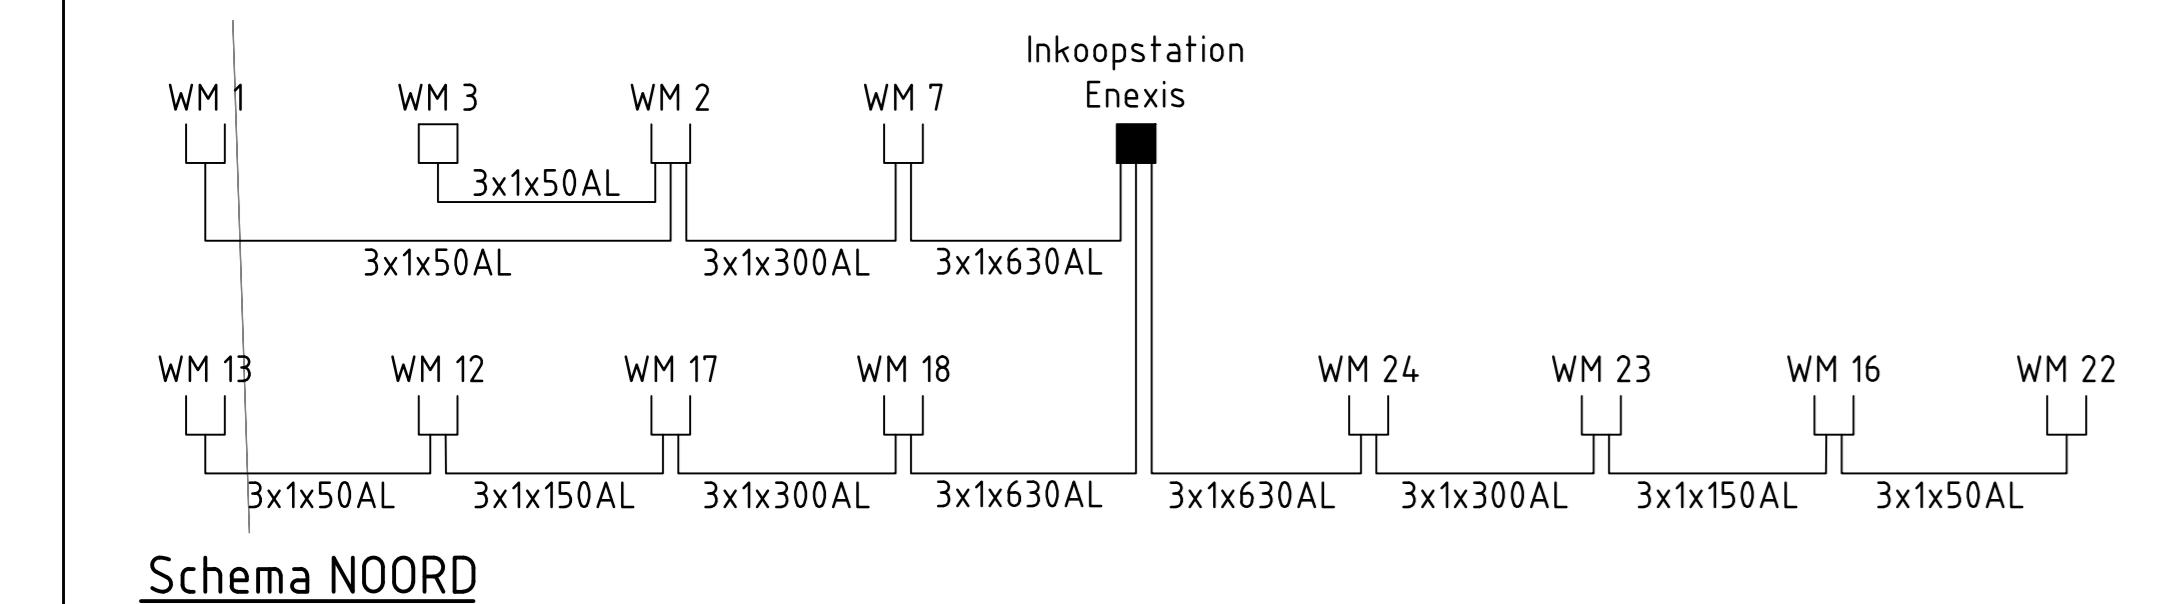 Inkoopstation
Enexis
WM 1
WM 3
WM 2
WM 7
3x1x50AL
3x1x50AL
3x1x300AL
3x1x630AL
WM 13
WM 12
WM 17
WM 18
WM 24
WM 23
WM 16
WM 22
3x1x50AL
3x1x150AL
3x1x300AL
3x1x630AL
3x1x630AL
3x1x300AL
3x1x150AL
3x1x50AL
Schema NOORD